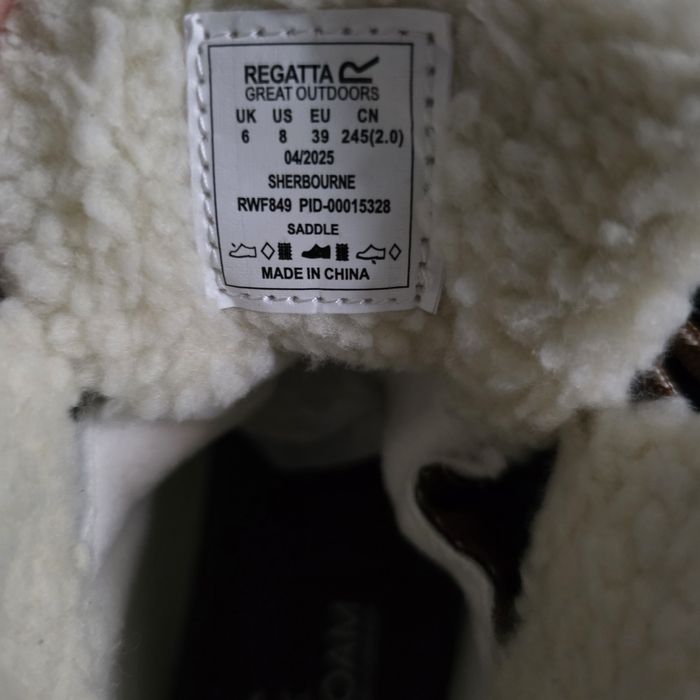 REGATTA
GREAT OUTDOORS
UK US EU CN
6 8 39 245(2.0)
04/2025
SHERBOURNE
RWF849 PID-00015328
SADDLE
MADE IN CHINA